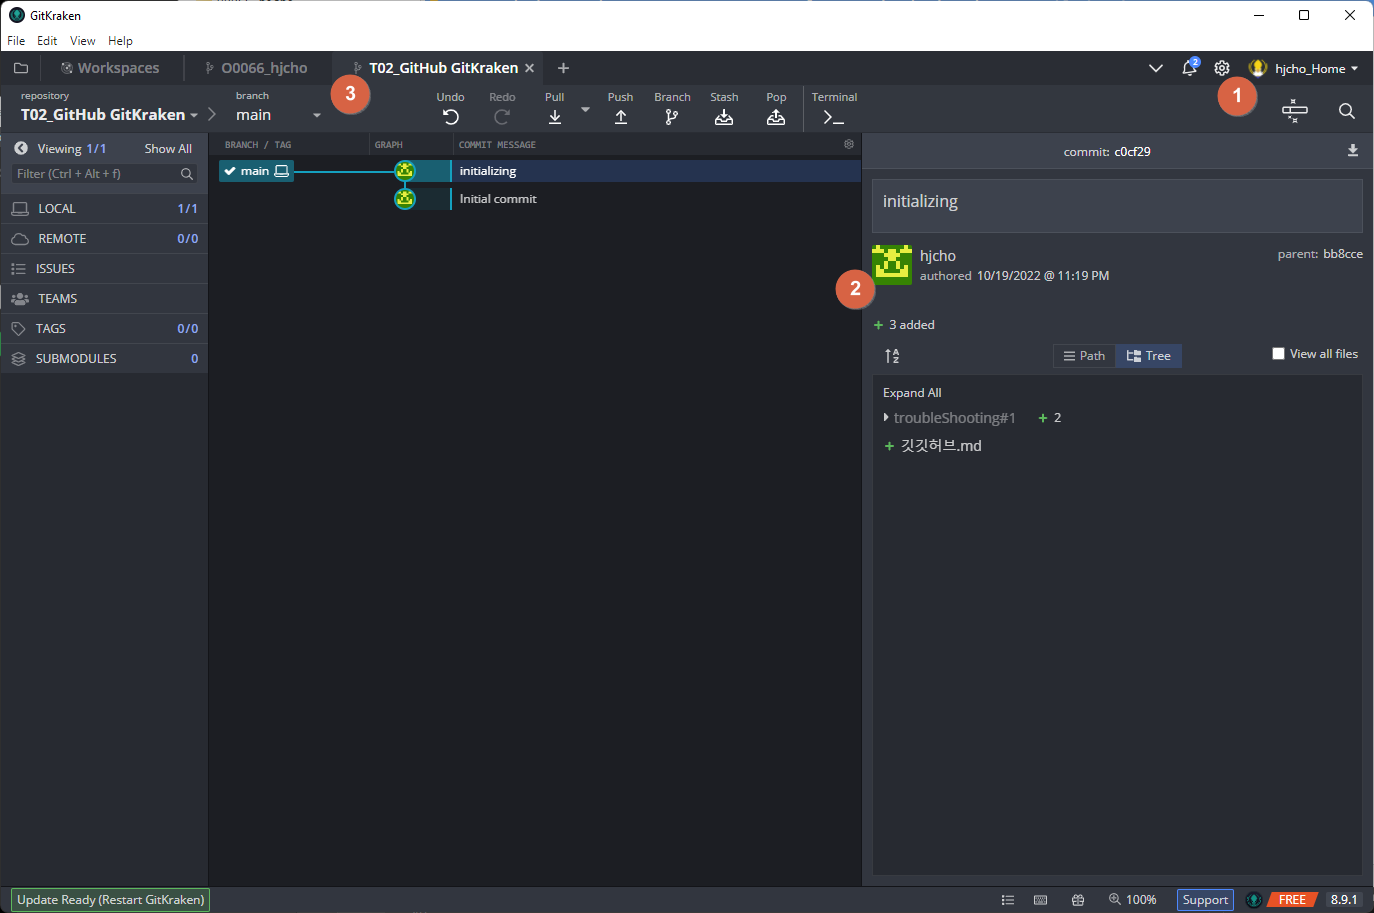 GitKraken
File Edit View Help
Workspaces O0066_hjcho T02_GitHub GitKraken 2 hjcho_Home
3
1
repository branch Undo Redo Pull Push Branch Stash Pop Terminal
T02_GitHub GitKraken main
Viewing 1/1 Show All
Filter (Ctrl + Alt + f)
LOCAL 1/1
REMOTE 0/0
ISSUES
TEAMS
TAGS 0/0
SUBMODULES 0
BRANCH / TAG GRAPH COMMIT MESSAGE
main initializing
Initial commit
commit: c0cf29
initializing
hjcho parent: bb8cce
authored 10/19/2022 @ 11:19 PM
2
+ 3 added
A Z Path Tree View all files
Expand All
troubleShooting#1 + 2
+ 깃깃허브.md
Update Ready (Restart GitKraken) 100% Support FREE 8.9.1